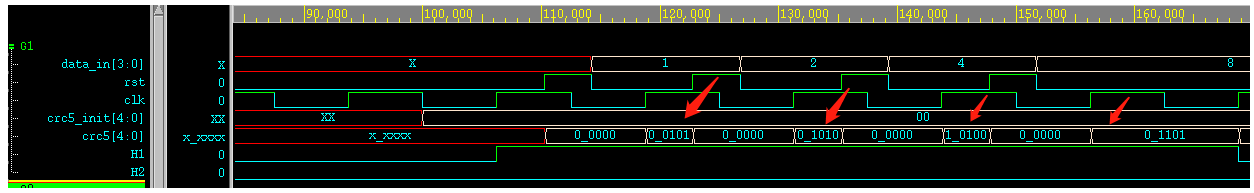 90,000 100,000 110,000 120,000 130,000 140,000 150,000 160,000
G1
data_in[3:0] X X 1 2 4 8
rst 0
clk 0
crc5_init[4:0] XX XX 00
crc5[4:0] x_xxxx x_xxxx 0_0000 0_0101 0_0000 0_1010 0_0000 1_0100 0_0000 0_1101
H1 0
H2 0